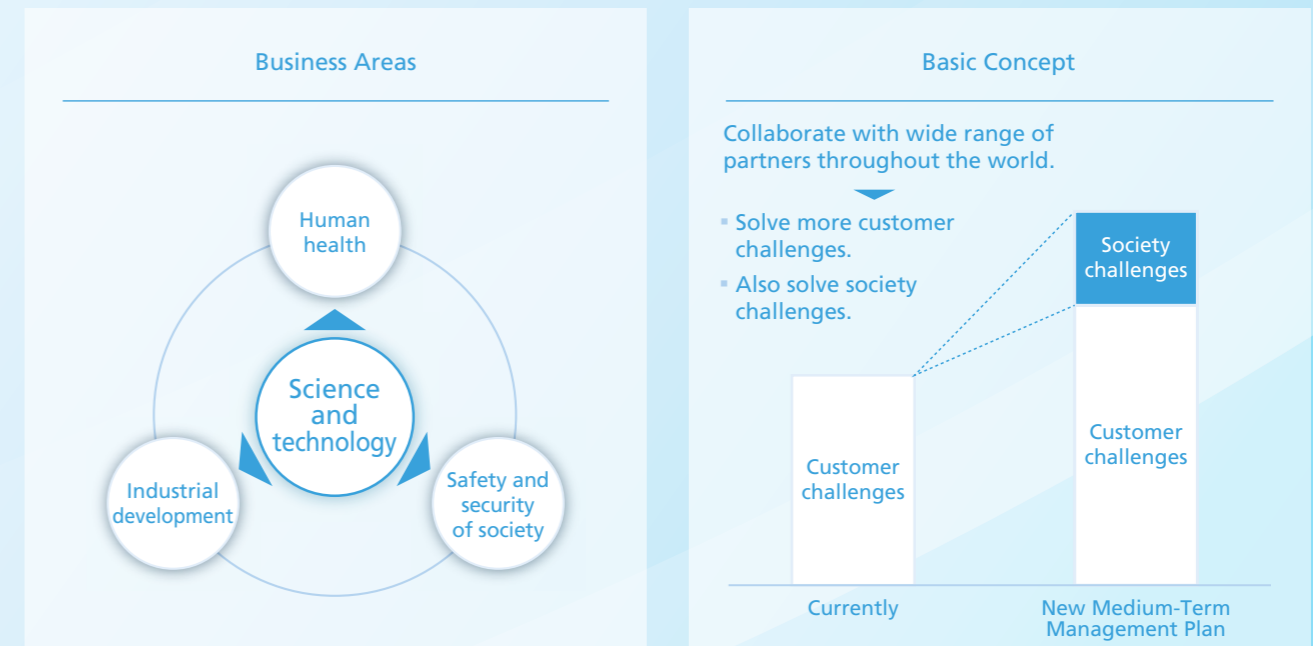 Business Areas
Human
health
Science
and
technology
Industrial
development
Safety and
security
of society
Basic Concept
Collaborate with wide range of
partners throughout the world.
Solve more customer
challenges.
Also solve society
challenges.
Society
challenges
Customer
challenges
Customer
challenges
Currently
New Medium-Term
Management Plan